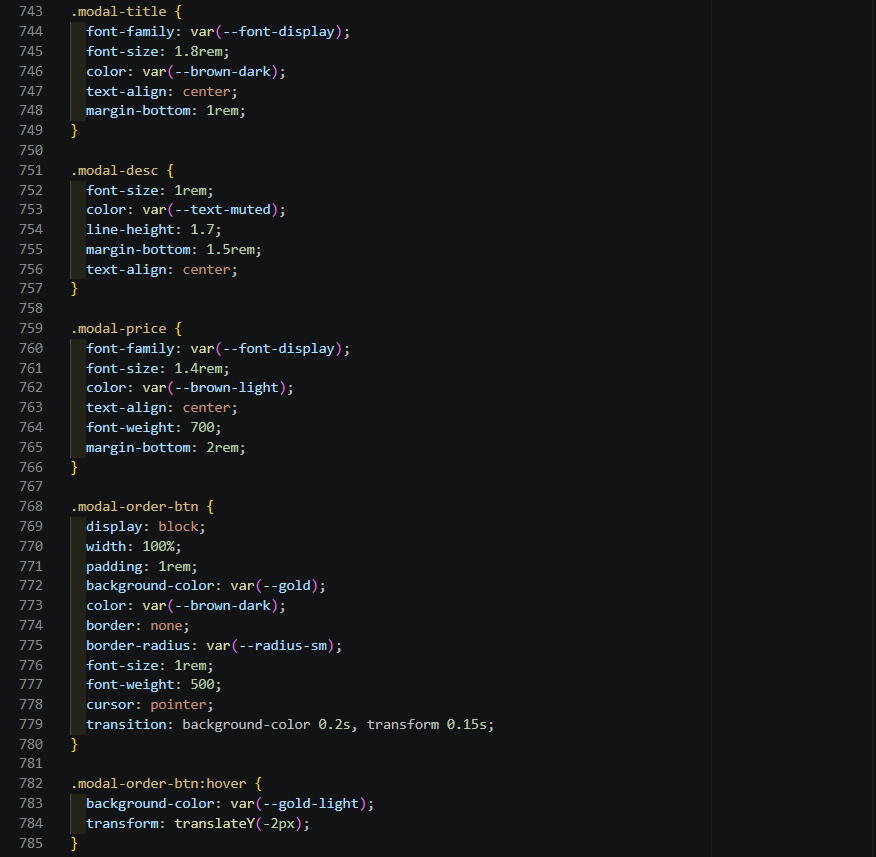 743 .modal-title {
744   font-family: var(--font-display);
745   font-size: 1.8rem;
746   color: var(--brown-dark);
747   text-align: center;
748   margin-bottom: 1rem;
749 }
750
751 .modal-desc {
752   font-size: 1rem;
753   color: var(--text-muted);
754   line-height: 1.7;
755   margin-bottom: 1.5rem;
756   text-align: center;
757 }
758
759 .modal-price {
760   font-family: var(--font-display);
761   font-size: 1.4rem;
762   color: var(--brown-light);
763   text-align: center;
764   font-weight: 700;
765   margin-bottom: 2rem;
766 }
767
768 .modal-order-btn {
769   display: block;
770   width: 100%;
771   padding: 1rem;
772   background-color: var(--gold);
773   color: var(--brown-dark);
774   border: none;
775   border-radius: var(--radius-sm);
776   font-size: 1rem;
777   font-weight: 500;
778   cursor: pointer;
779   transition: background-color 0.2s, transform 0.15s;
780 }
781
782 .modal-order-btn:hover {
783   background-color: var(--gold-light);
784   transform: translateY(-2px);
785 }